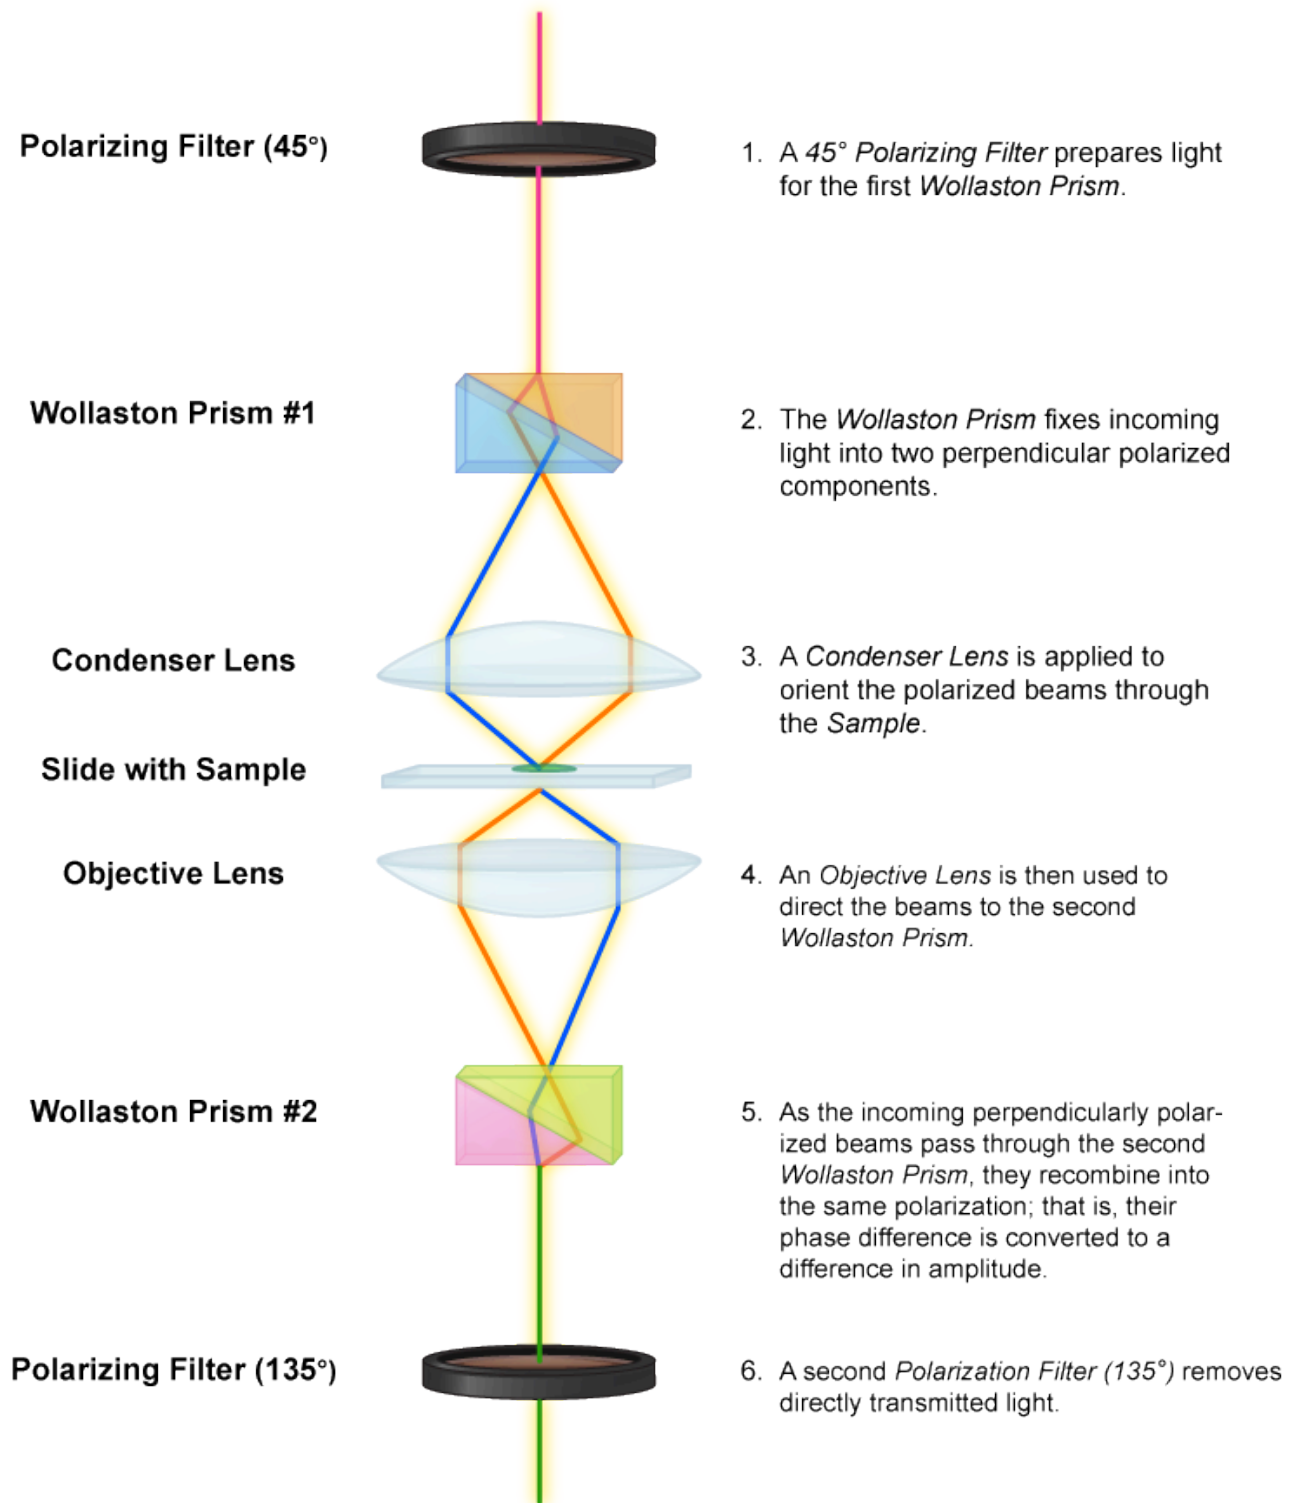 Polarizing Filter (45°)
1. A 45° Polarizing Filter prepares light
for the first Wollaston Prism.
Wollaston Prism #1
2. The Wollaston Prism fixes incoming
light into two perpendicular polarized
components.
Condenser Lens
3. A Condenser Lens is applied to
orient the polarized beams through
the Sample.
Slide with Sample
Objective Lens
4. An Objective Lens is then used to
direct the beams to the second
Wollaston Prism.
Wollaston Prism #2
5. As the incoming perpendicularly polar-
ized beams pass through the second
Wollaston Prism, they recombine into
the same polarization; that is, their
phase difference is converted to a
difference in amplitude.
Polarizing Filter (135°)
6. A second Polarization Filter (135°) removes
directly transmitted light.